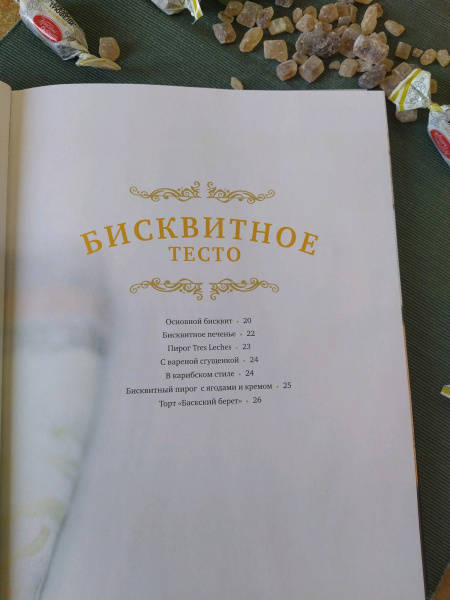 БИСКВИТНОЕ
ТЕСТО
Основной бисквит • 20
Бисквитное печенье • 22
Пирог Tres Leches • 23
С вареной сгущенкой • 24
В карибском стиле • 24
Бисквитный пирог с ягодами и кремом • 25
Торт «Баскский берет» • 26